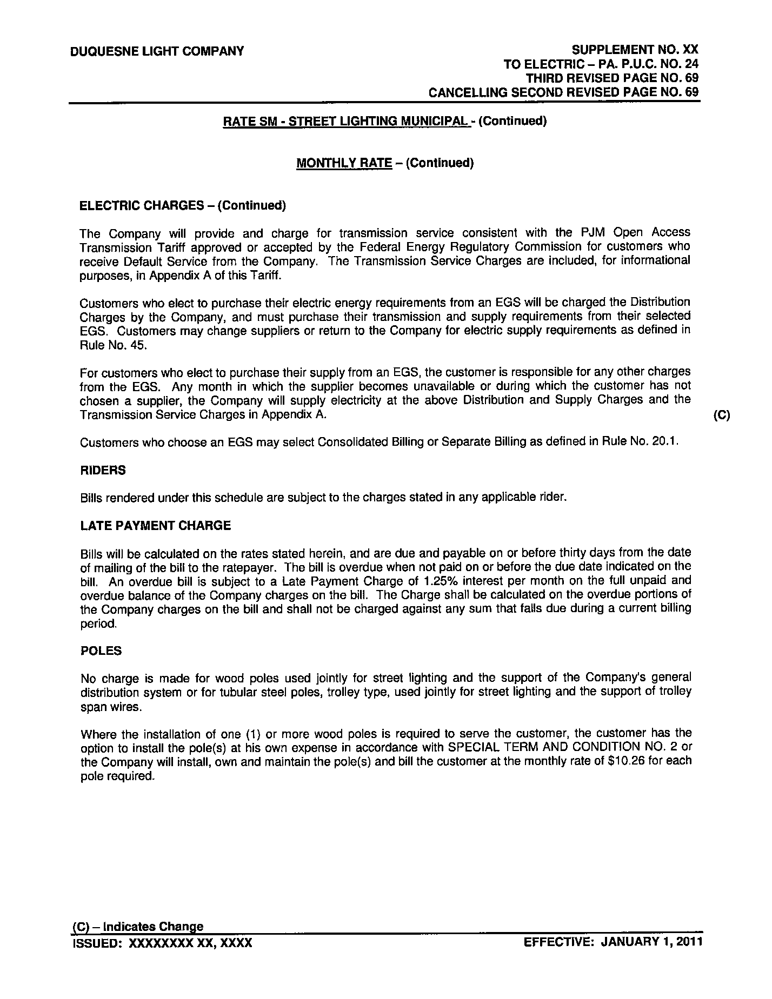 DUQUESNE LIGHT COMPANY
SUPPLEMENT NO. XX
TO ELECTRIC – PA. P.U.C. NO. 24
THIRD REVISED PAGE NO. 69
CANCELLING SECOND REVISED PAGE NO. 69
RATE SM - STREET LIGHTING MUNICIPAL - (Continued)
MONTHLY RATE – (Continued)
ELECTRIC CHARGES – (Continued)
The Company will provide and charge for transmission service consistent with the PJM Open Access
Transmission Tariff approved or accepted by the Federal Energy Regulatory Commission for customers who
receive Default Service from the Company. The Transmission Service Charges are included, for informational
purposes, in Appendix A of this Tariff.
Customers who elect to purchase their electric energy requirements from an EGS will be charged the Distribution
Charges by the Company, and must purchase their transmission and supply requirements from their selected
EGS. Customers may change suppliers or return to the Company for electric supply requirements as defined in
Rule No. 45.
For customers who elect to purchase their supply from an EGS, the customer is responsible for any other charges
from the EGS. Any month in which the supplier becomes unavailable or during which the customer has not
chosen a supplier, the Company will supply electricity at the above Distribution and Supply Charges and the
Transmission Service Charges in Appendix A. (C)
Customers who choose an EGS may select Consolidated Billing or Separate Billing as defined in Rule No. 20.1.
RIDERS
Bills rendered under this schedule are subject to the charges stated in any applicable rider.
LATE PAYMENT CHARGE
Bills will be calculated on the rates stated herein, and are due and payable on or before thirty days from the date
of mailing of the bill to the ratepayer. The bill is overdue when not paid on or before the due date indicated on the
bill. An overdue bill is subject to a Late Payment Charge of 1.25% interest per month on the full unpaid and
overdue balance of the Company charges on the bill. The Charge shall be calculated on the overdue portions of
the Company charges on the bill and shall not be charged against any sum that falls due during a current billing
period.
POLES
No charge is made for wood poles used jointly for street lighting and the support of the Company's general
distribution system or for tubular steel poles, trolley type, used jointly for street lighting and the support of trolley
span wires.
Where the installation of one (1) or more wood poles is required to serve the customer, the customer has the
option to install the pole(s) at his own expense in accordance with SPECIAL TERM AND CONDITION NO. 2 or
the Company will install, own and maintain the pole(s) and bill the customer at the monthly rate of $10.26 for each
pole required.
(C) – Indicates Change
ISSUED: XXXXXXXX XX, XXXX
EFFECTIVE: JANUARY 1, 2011